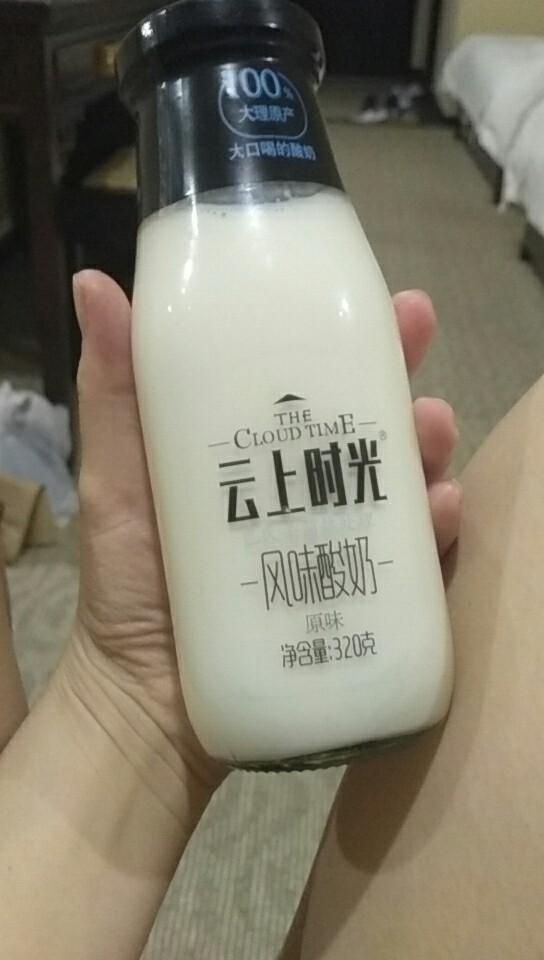 100%
大理原产
大口喝的酸奶
THE
CLOUD TIME®
云上时光
风味酸奶
原味
净含量:320克